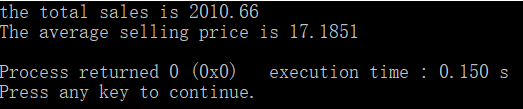 the total sales is 2010.66
The average selling price is 17.1851
Process returned 0 (0x0)   execution time : 0.150 s
Press any key to continue.